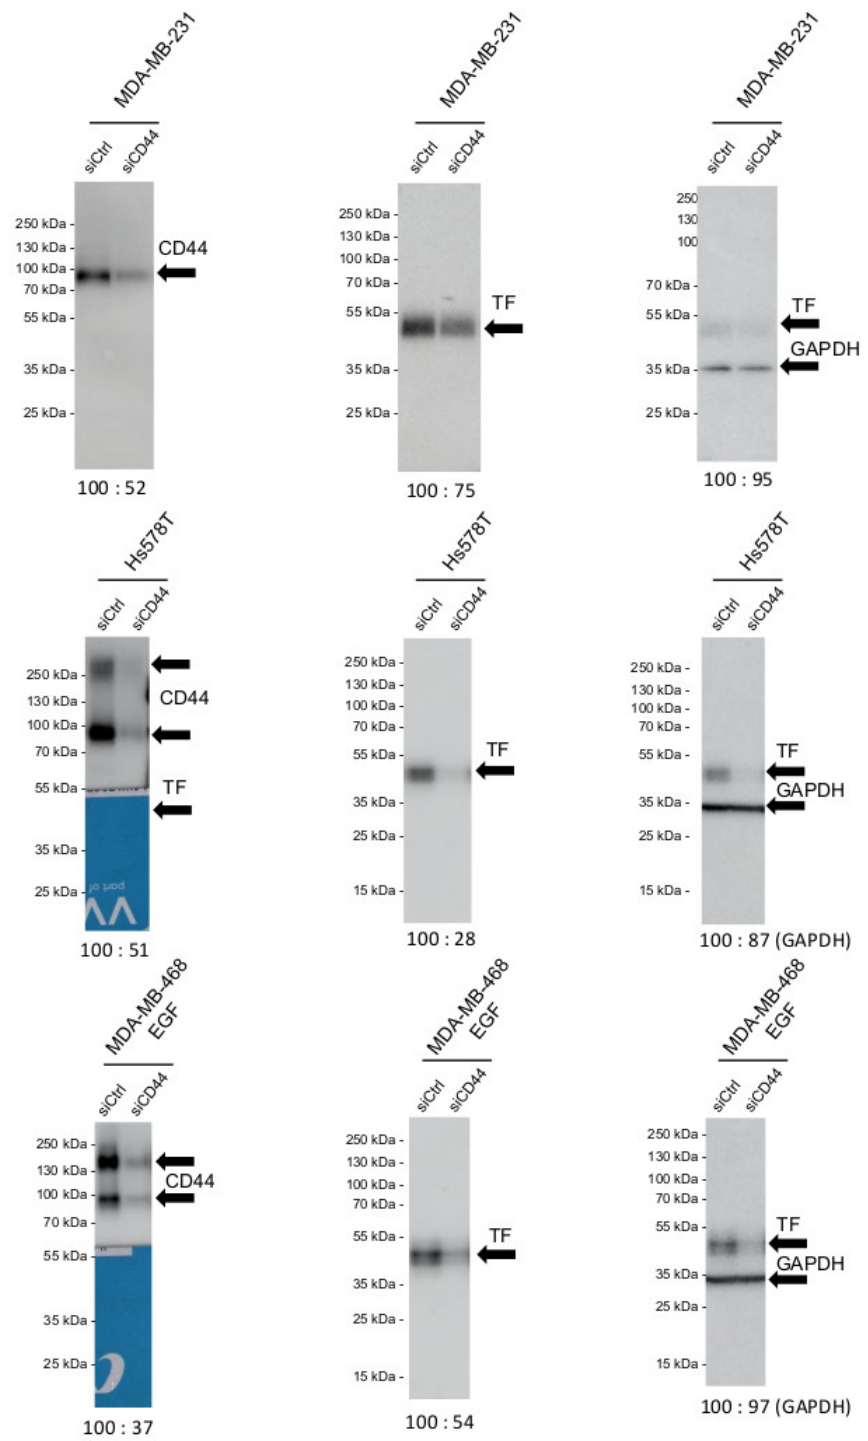 MDA-MB-231
siCtrl siCD44
250 kDa -
130 kDa -
100 kDa -
70 kDa -
55 kDa -
35 kDa -
25 kDa -
CD44
100 : 52
MDA-MB-231
siCtrl siCD44
250 kDa -
130 kDa -
100 kDa -
70 kDa -
55 kDa -
35 kDa -
25 kDa -
TF
100 : 75
MDA-MB-231
siCtrl siCD44
250
130
100
70 kDa -
55 kDa -
35 kDa -
25 kDa -
TF
GAPDH
100 : 95
Hs578T
siCtrl siCD44
250 kDa -
130 kDa -
100 kDa -
70 kDa -
55 kDa -
35 kDa -
25 kDa -
CD44
TF
part of
100 : 51
Hs578T
siCtrl siCD44
250 kDa -
130 kDa -
100 kDa -
70 kDa -
55 kDa -
35 kDa -
25 kDa -
15 kDa -
TF
100 : 28
Hs578T
siCtrl siCD44
250 kDa -
130 kDa -
100 kDa -
70 kDa -
55 kDa -
35 kDa -
25 kDa -
15 kDa -
TF
GAPDH
100 : 87 (GAPDH)
MDA-MB-468
EGF
siCtrl siCD44
250 kDa -
130 kDa -
100 kDa -
70 kDa -
55 kDa -
35 kDa -
25 kDa -
CD44
100 : 37
MDA-MB-468
EGF
siCtrl siCD44
250 kDa -
130 kDa -
100 kDa -
70 kDa -
55 kDa -
35 kDa -
25 kDa -
15 kDa -
TF
100 : 54
MDA-MB-468
EGF
siCtrl siCD44
250 kDa -
130 kDa -
100 kDa -
70 kDa -
55 kDa -
35 kDa -
25 kDa -
15 kDa -
TF
GAPDH
100 : 97 (GAPDH)